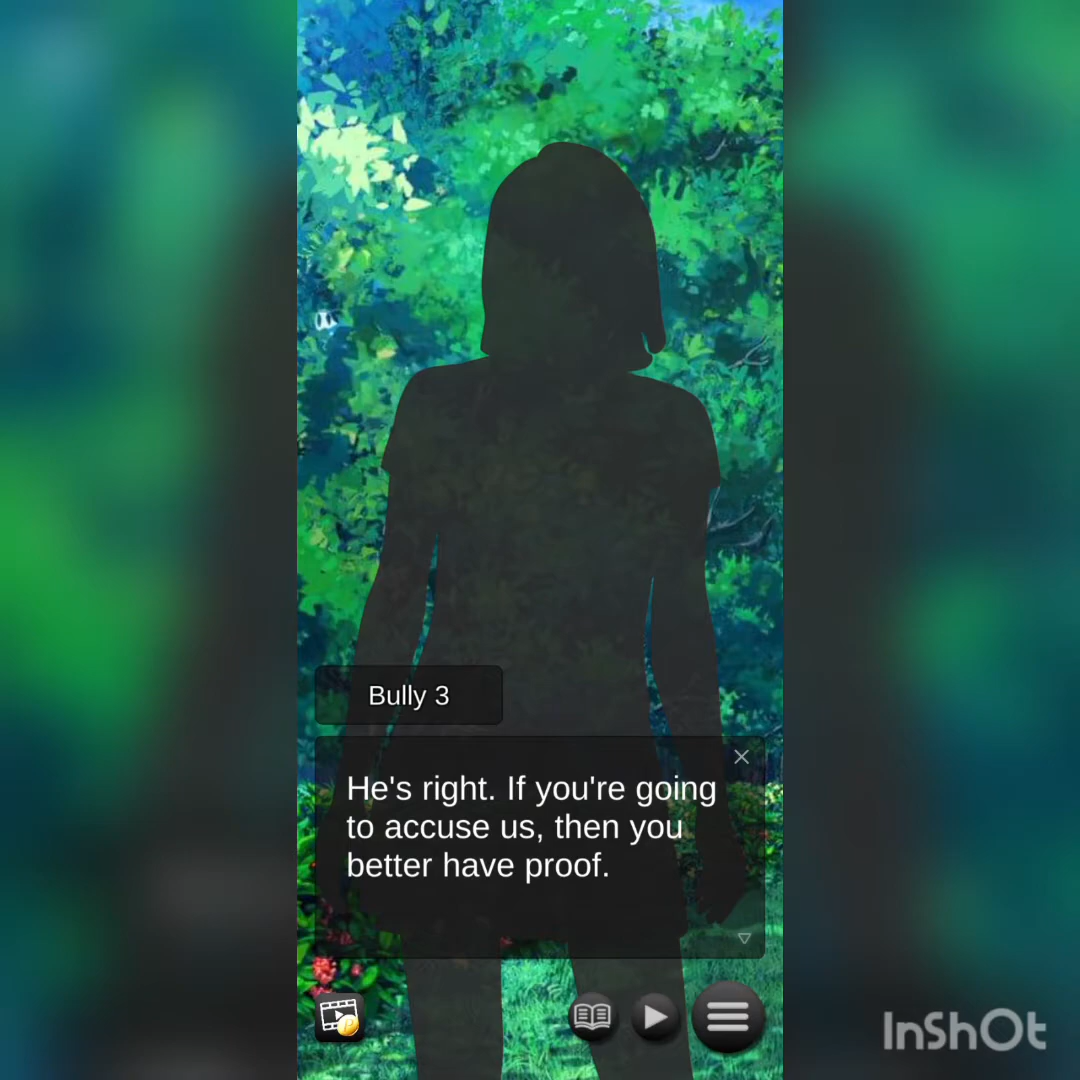 Bully 3
He's right. If you're going
to accuse us, then you
better have proof.
P
InShOt